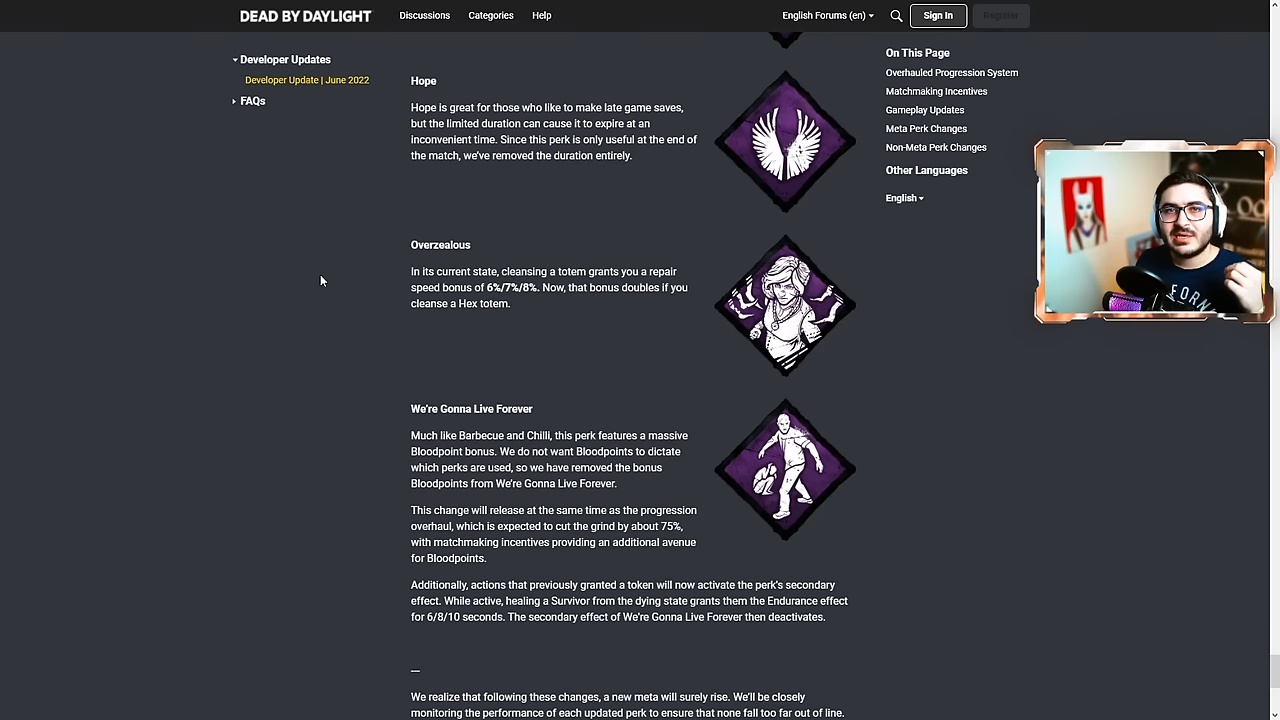 DEAD BY DAYLIGHT
Discussions
Categories
Help
English Forums (en)
Sign In
Register
Developer Updates
Developer Update | June 2022
FAQs
Hope
Hope is great for those who like to make late game saves,
but the limited duration can cause it to expire at an
inconvenient time. Since this perk is only useful at the end of
the match, we've removed the duration entirely.
Overzealous
In its current state, cleansing a totem grants you a repair
speed bonus of 6%/7%/8%. Now, that bonus doubles if you
cleanse a Hex totem.
We're Gonna Live Forever
Much like Barbecue and Chilli, this perk features a massive
Bloodpoint bonus. We do not want Bloodpoints to dictate
which perks are used, so we have removed the bonus
Bloodpoints from We're Gonna Live Forever.
This change will release at the same time as the progression
overhaul, which is expected to cut the grind by about 75%,
with matchmaking incentives providing an additional avenue
for Bloodpoints.
Additionally, actions that previously granted a token will now activate the perk's secondary
effect. While active, healing a Survivor from the dying state grants them the Endurance effect
for 6/8/10 seconds. The secondary effect of We're Gonna Live Forever then deactivates.
—
We realize that following these changes, a new meta will surely rise. We'll be closely
monitoring the performance of each updated perk to ensure that none fall too far out of line.
On This Page
Overhauled Progression System
Matchmaking Incentives
Gameplay Updates
Meta Perk Changes
Non-Meta Perk Changes
Other Languages
English